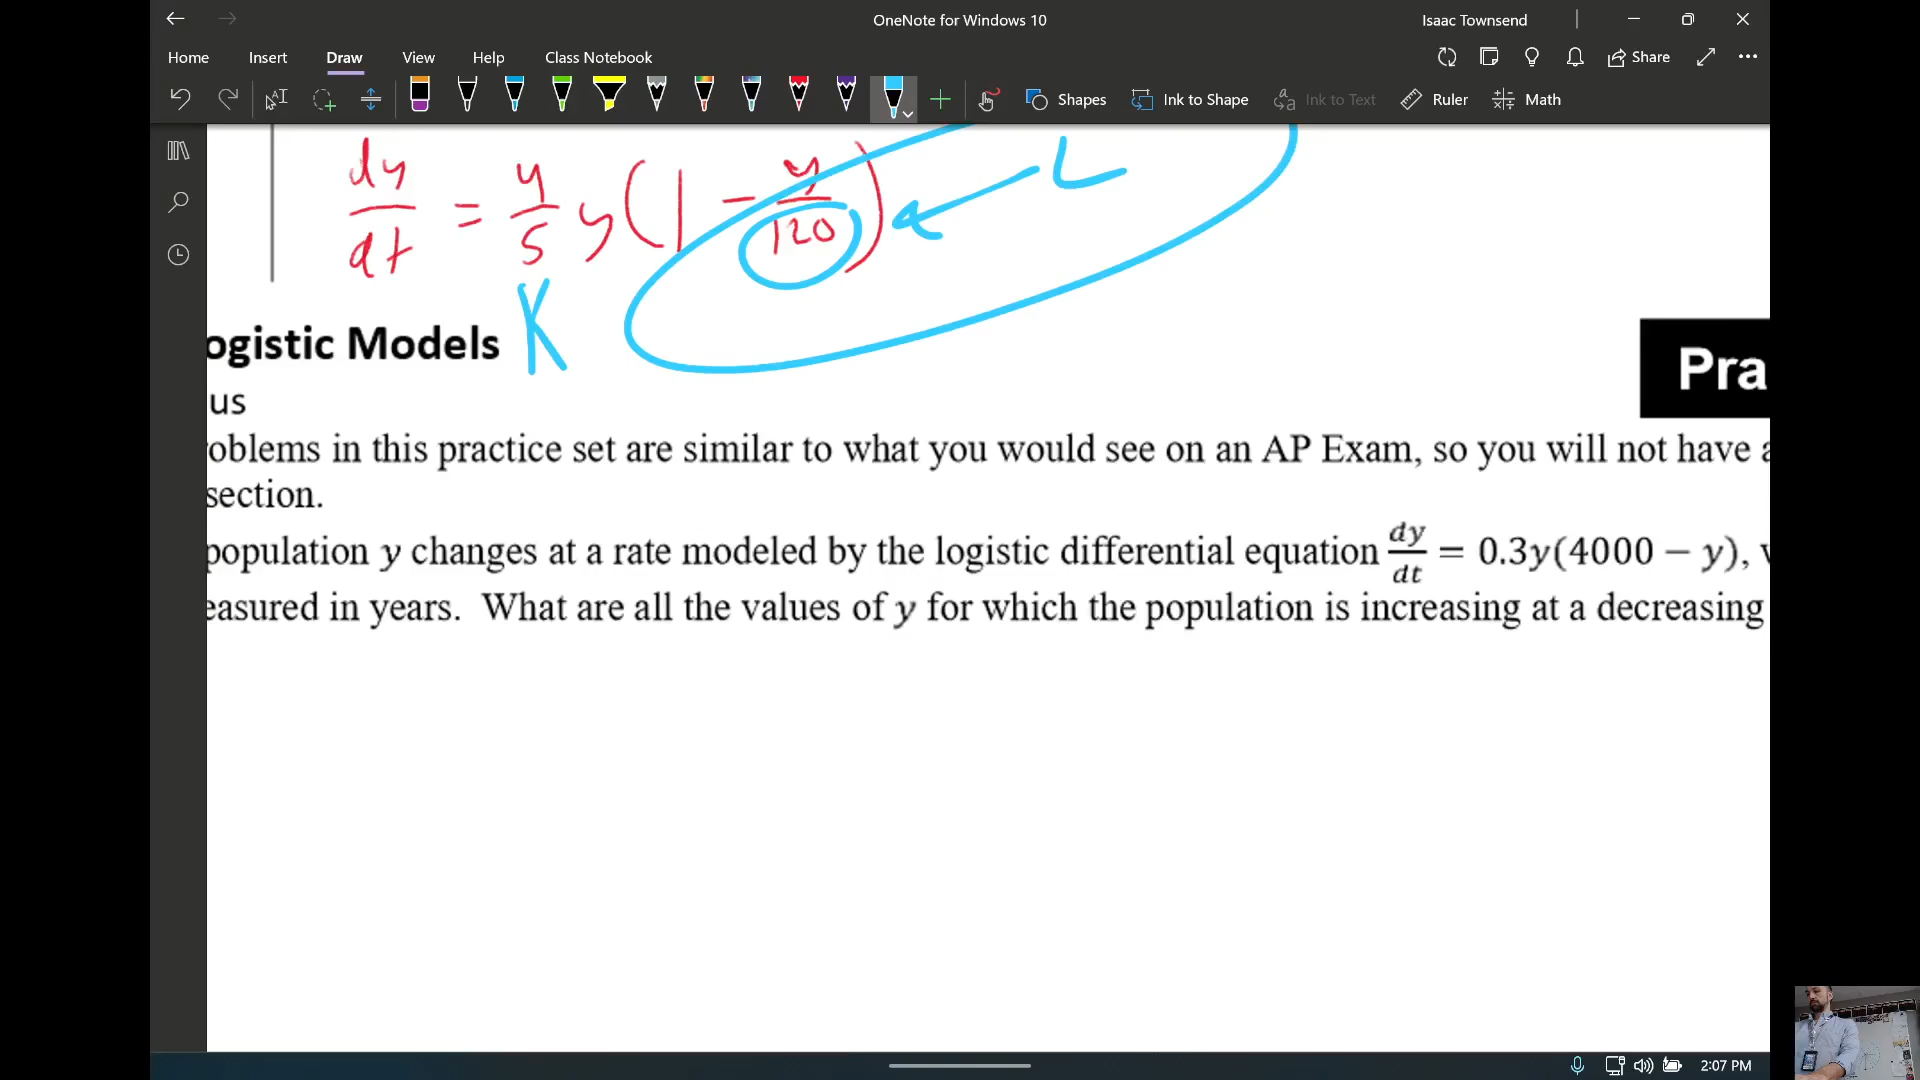 OneNote for Windows 10
Isaac Townsend
Home Insert Draw View Help Class Notebook
Share
Shapes Ink to Shape Ink to Text Ruler Math
dy/dt = y/5 y(1 - y/120)
L
K
ogistic Models
Pra
us
roblems in this practice set are similar to what you would see on an AP Exam, so you will not have a
section.
population y changes at a rate modeled by the logistic differential equation dy/dt = 0.3y(4000 − y),
easured in years. What are all the values of y for which the population is increasing at a decreasing
2:07 PM